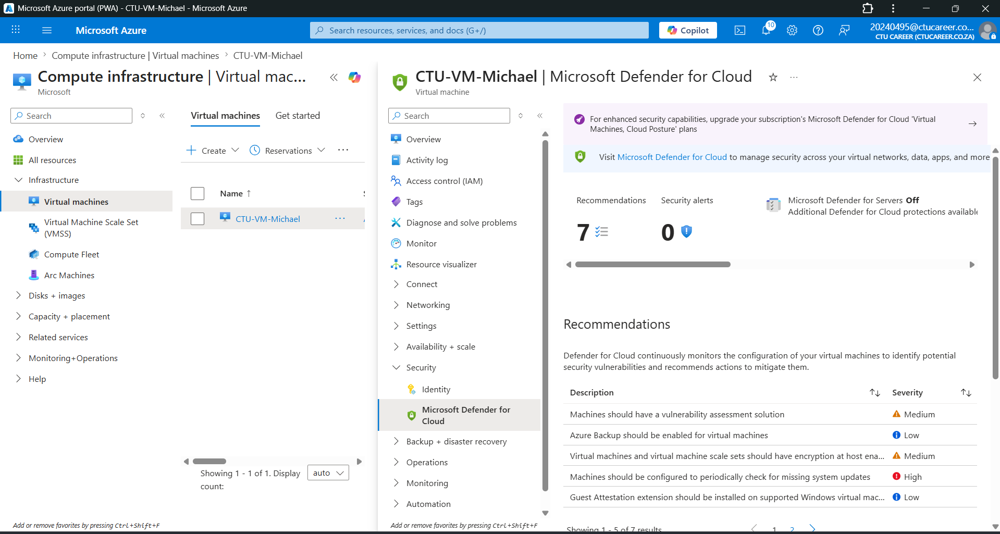 Microsoft Azure portal (PWA) - CTU-VM-Michael - Microsoft Azure
Microsoft Azure
Search resources, services, and docs (G+/)
Copilot
10
20240495@ctucareer.co...
CTU CAREER (CTUCAREER.CO.ZA)
Home > Compute infrastructure | Virtual machines > CTU-VM-Michael
Compute infrastructure | Virtual mac...
Microsoft
Search
Overview
All resources
Infrastructure
Virtual machines
Virtual Machine Scale Set
(VMSS)
Compute Fleet
Arc Machines
Disks + images
Capacity + placement
Related services
Monitoring+Operations
Help
Add or remove favorites by pressing Ctrl+Shift+F
Virtual machines
Get started
Create
Reservations
Name ↑
CTU-VM-Michael
Showing 1 - 1 of 1. Display
count:
auto
CTU-VM-Michael | Microsoft Defender for Cloud
Virtual machine
Search
Overview
Activity log
Access control (IAM)
Tags
Diagnose and solve problems
Monitor
Resource visualizer
Connect
Networking
Settings
Availability + scale
Security
Identity
Microsoft Defender for
Cloud
Backup + disaster recovery
Operations
Monitoring
Automation
Add or remove favorites by pressing Ctrl+Shift+F
For enhanced security capabilities, upgrade your subscription's Microsoft Defender for Cloud 'Virtual
Machines, Cloud Posture' plans
Visit Microsoft Defender for Cloud to manage security across your virtual networks, data, apps, and more
Recommendations
7
Security alerts
0
Microsoft Defender for Servers Off
Additional Defender for Cloud protections available
Recommendations
Defender for Cloud continuously monitors the configuration of your virtual machines to identify potential
security vulnerabilities and recommends actions to mitigate them.
Description Severity
Machines should have a vulnerability assessment solution Medium
Azure Backup should be enabled for virtual machines Low
Virtual machines and virtual machine scale sets should have encryption at host ena... Medium
Machines should be configured to periodically check for missing system updates High
Guest Attestation extension should be installed on supported Windows virtual mac... Low
Showing 1 - 5 of 7 results
1 2